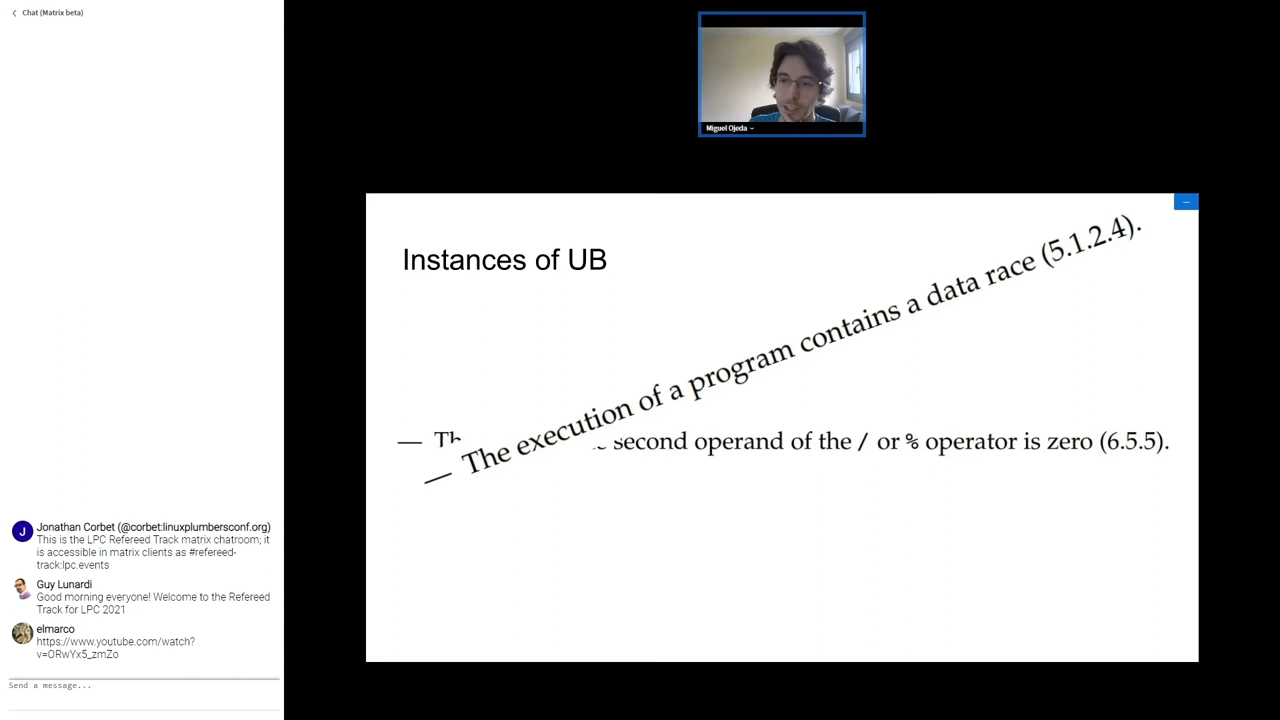 Chat (Matrix beta)
Miguel Ojeda
Instances of UB
— The execution of a program contains a data race (5.1.2.4).
— Th second operand of the / or % operator is zero (6.5.5).
Jonathan Corbet (@corbet:linuxplumbersconf.org)
This is the LPC Refereed Track matrix chatroom; it
is accessible in matrix clients as #refereed-
track:lpc.events
Guy Lunardi
Good morning everyone! Welcome to the Refereed
Track for LPC 2021
elmarco
https://www.youtube.com/watch?
v=ORwYx5_zmZo
Send a message...